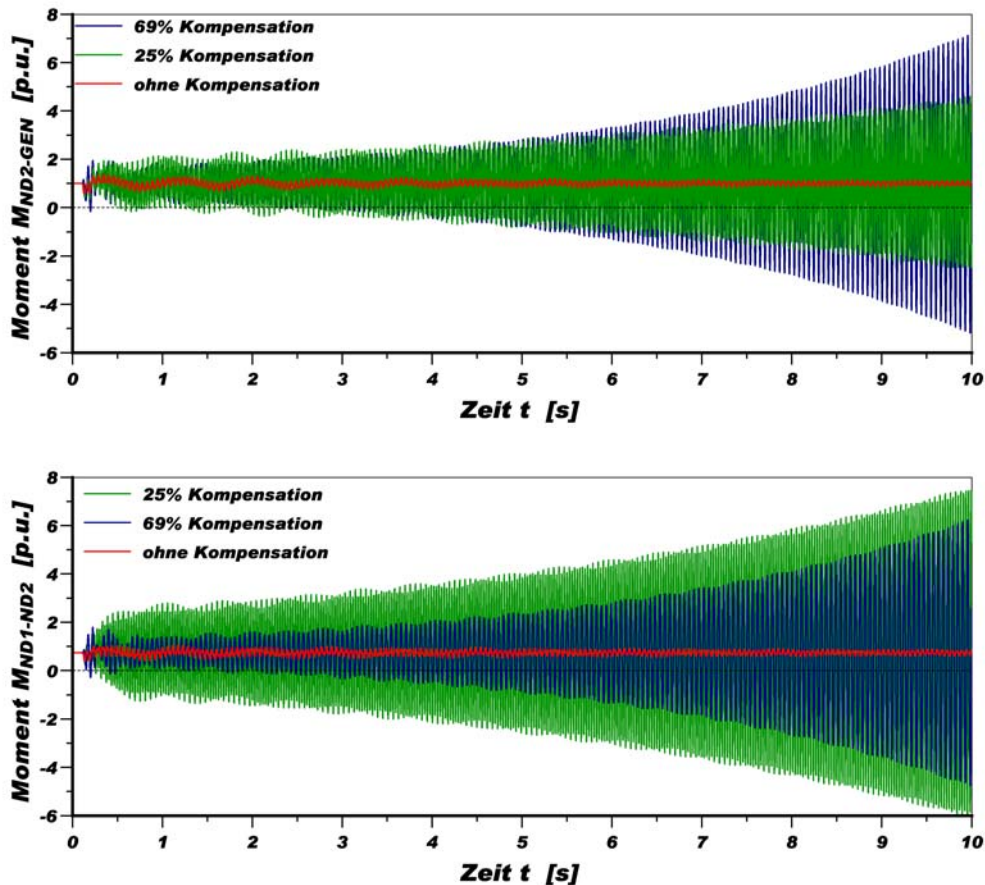 69% Kompensation
25% Kompensation
ohne Kompensation
Moment M_ND2-GEN [p.u.]
8
6
4
2
0
-2
-4
-6
0 1 2 3 4 5 6 7 8 9 10
Zeit t [s]
25% Kompensation
69% Kompensation
ohne Kompensation
Moment M_ND1-ND2 [p.u.]
8
6
4
2
0
-2
-4
-6
0 1 2 3 4 5 6 7 8 9 10
Zeit t [s]